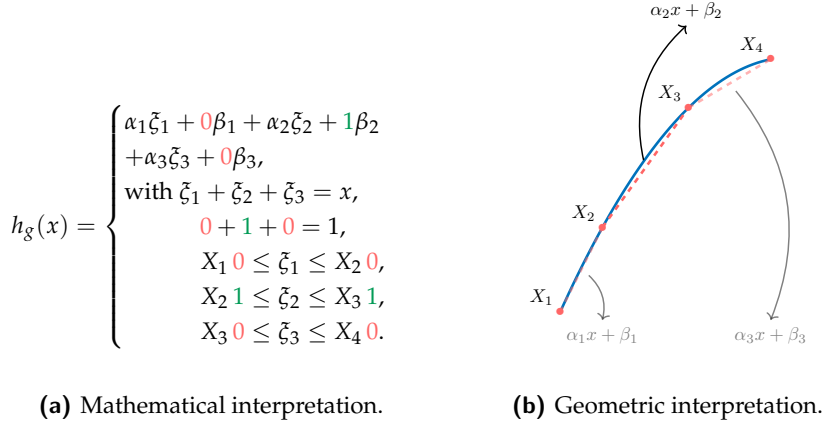 h_g(x) =
α₁ξ₁ + 0β₁ + α₂ξ₂ + 1β₂
+α₃ξ₃ + 0β₃,
with ξ₁ + ξ₂ + ξ₃ = x,
0 + 1 + 0 = 1,
X₁ 0 ≤ ξ₁ ≤ X₂ 0,
X₂ 1 ≤ ξ₂ ≤ X₃ 1,
X₃ 0 ≤ ξ₃ ≤ X₄ 0.
(a) Mathematical interpretation.
α₂x + β₂
X₄
X₃
X₂
X₁
α₁x + β₁
α₃x + β₃
(b) Geometric interpretation.